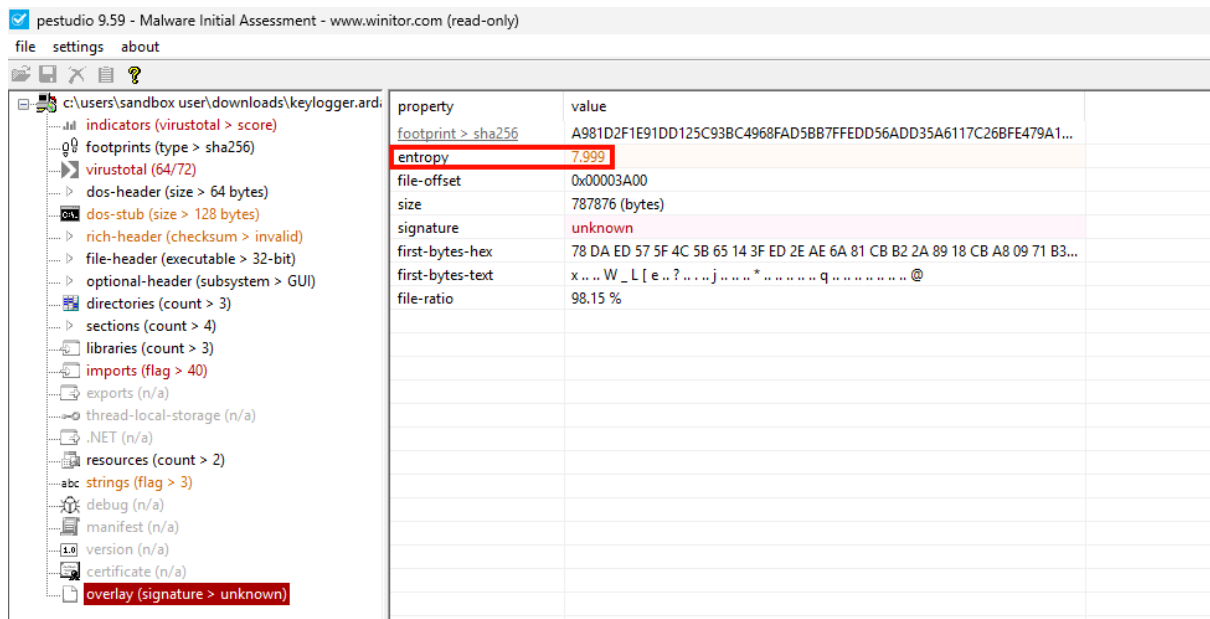 pestudio 9.59 - Malware Initial Assessment - www.winitor.com (read-only)
file settings about
c:\users\sandbox user\downloads\keylogger.ard
indicators (virustotal > score)
footprints (type > sha256)
virustotal (64/72)
dos-header (size > 64 bytes)
dos-stub (size > 128 bytes)
rich-header (checksum > invalid)
file-header (executable > 32-bit)
optional-header (subsystem > GUI)
directories (count > 3)
sections (count > 4)
libraries (count > 3)
imports (flag > 40)
exports (n/a)
thread-local-storage (n/a)
.NET (n/a)
resources (count > 2)
abc strings (flag > 3)
debug (n/a)
manifest (n/a)
1.0 version (n/a)
certificate (n/a)
overlay (signature > unknown)
property value
footprint > sha256 A981D2F1E91DD125C93BC4968FAD5BB7FFEDD56ADD35A6117C26BFE479A1...
entropy 7.999
file-offset 0x00003A00
size 787876 (bytes)
signature unknown
first-bytes-hex 78 DA ED 57 5F 4C 5B 65 14 3F ED 2E AE 6A 81 CB B2 2A 89 18 CB A8 09 71 B3...
first-bytes-text x .. .. W _ L [ e .. ? .. .. .. j .. .. .. .. * .. .. .. .. .. .. q .. .. .. .. .. .. .. .. @
file-ratio 98.15 %